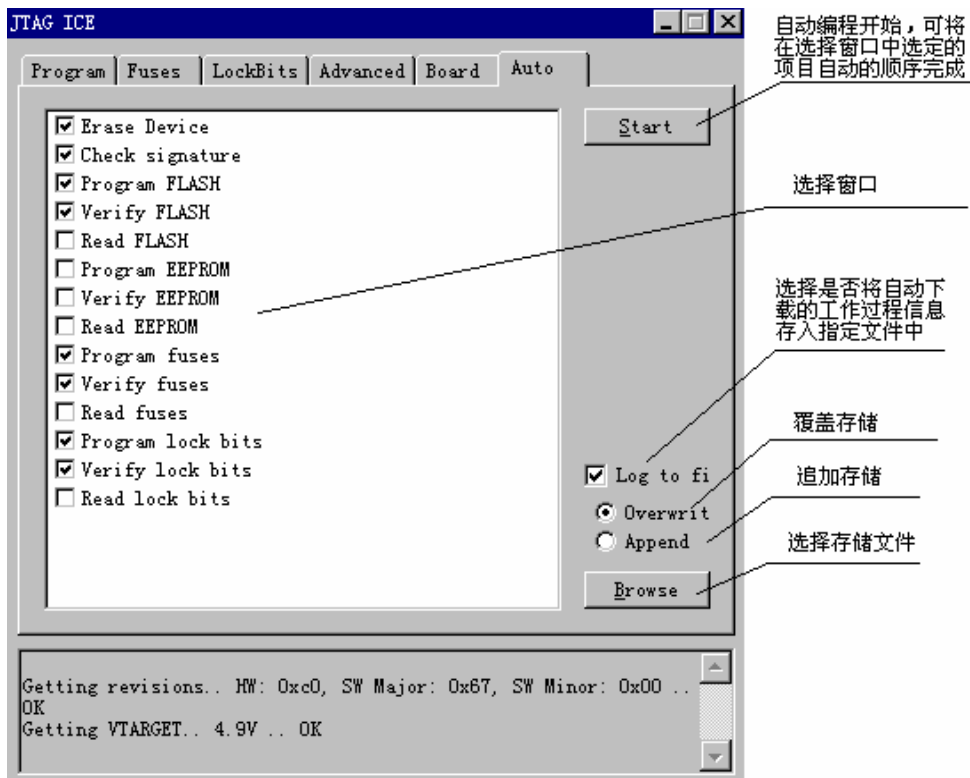 JTAG ICE
Program Fuses LockBits Advanced Board Auto
Erase Device
Check signature
Program FLASH
Verify FLASH
Read FLASH
Program EEPROM
Verify EEPROM
Read EEPROM
Program fuses
Verify fuses
Read fuses
Program lock bits
Verify lock bits
Read lock bits
Start
Log to fi
Overwrit
Append
Browse
Getting revisions.. HW: 0xc0, SW Major: 0x67, SW Minor: 0x00 ..
OK
Getting VTARGET.. 4.9V .. OK
自动编程开始，可将
在选择窗口中选定的
项目自动的顺序完成
选择窗口
选择是否将自动下
载的工作过程信息
存入指定文件中
覆盖存储
追加存储
选择存储文件